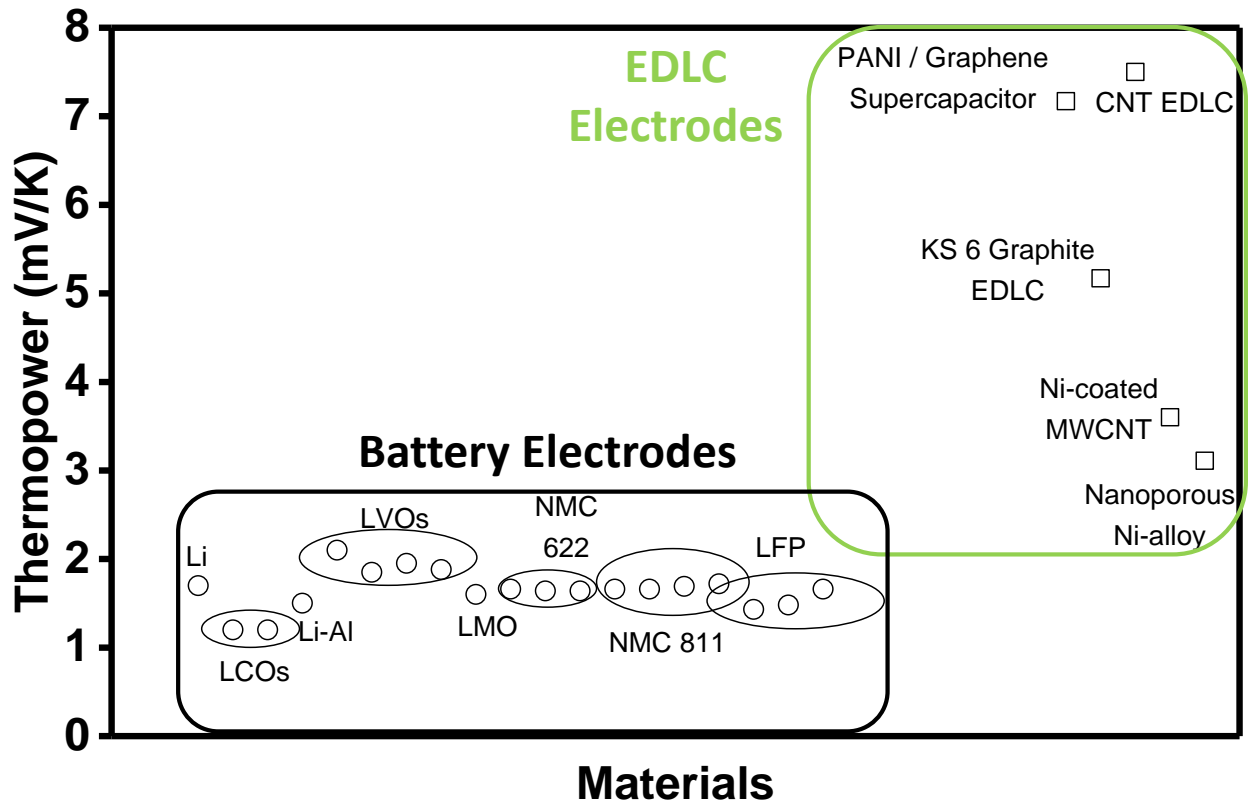 Thermopower (mV/K)
8
7
6
5
4
3
2
1
0
EDLC
Electrodes
PANI / Graphene
Supercapacitor
CNT EDLC
KS 6 Graphite
EDLC
Ni-coated
MWCNT
Nanoporous
Ni-alloy
Battery Electrodes
Li
LCOs
Li-Al
LVOs
LMO
NMC
622
NMC 811
LFP
Materials